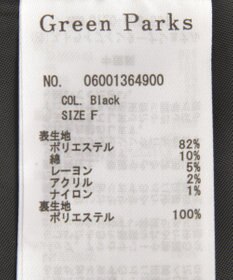 Green Parks
NO. 06001364900
COL. Black
SIZE F
表生地
ポリエステル 82%
綿 10%
レーヨン 5%
アクリル 2%
ナイロン 1%
裏生地
ポリエステル 100%